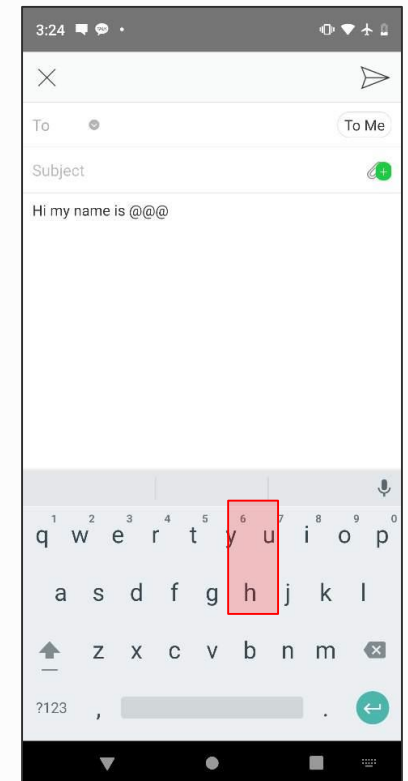 3:24
To
To Me
Subject
Hi my name is @@@
1 2 3 4 5 6 7 8 9 0
q w e r t y u i o p
a s d f g h j k l
z x c v b n m
?123 , .